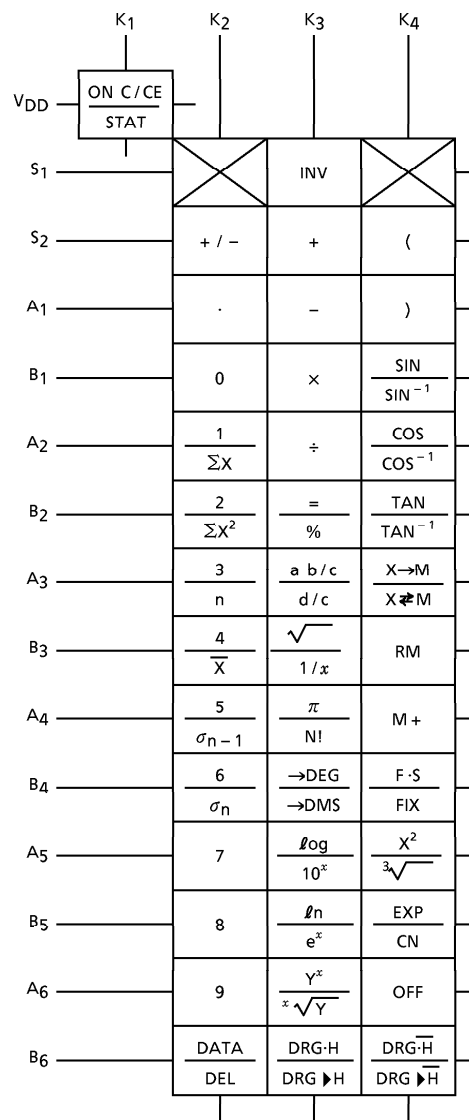 K1 K2 K3 K4
VDD ON C/CE
STAT
S1 INV
S2 +/− + (
A1 · − )
B1 0 × SIN
SIN⁻¹
A2 1 ÷ COS
ΣX COS⁻¹
B2 2 = TAN
ΣX² % TAN⁻¹
A3 3 a b/c X→M
n d/c X⇄M
B3 4 √ RM
X̅ 1/x
A4 5 π M+
σn−1 N!
B4 6 →DEG F·S
σn →DMS FIX
A5 7 ℓog X²
10ˣ ³√
B5 8 ℓn EXP
eˣ CN
A6 9 Yˣ OFF
ˣ√Y
B6 DATA DRG·H DRG·H̅
DEL DRG▶H DRG▶H̅